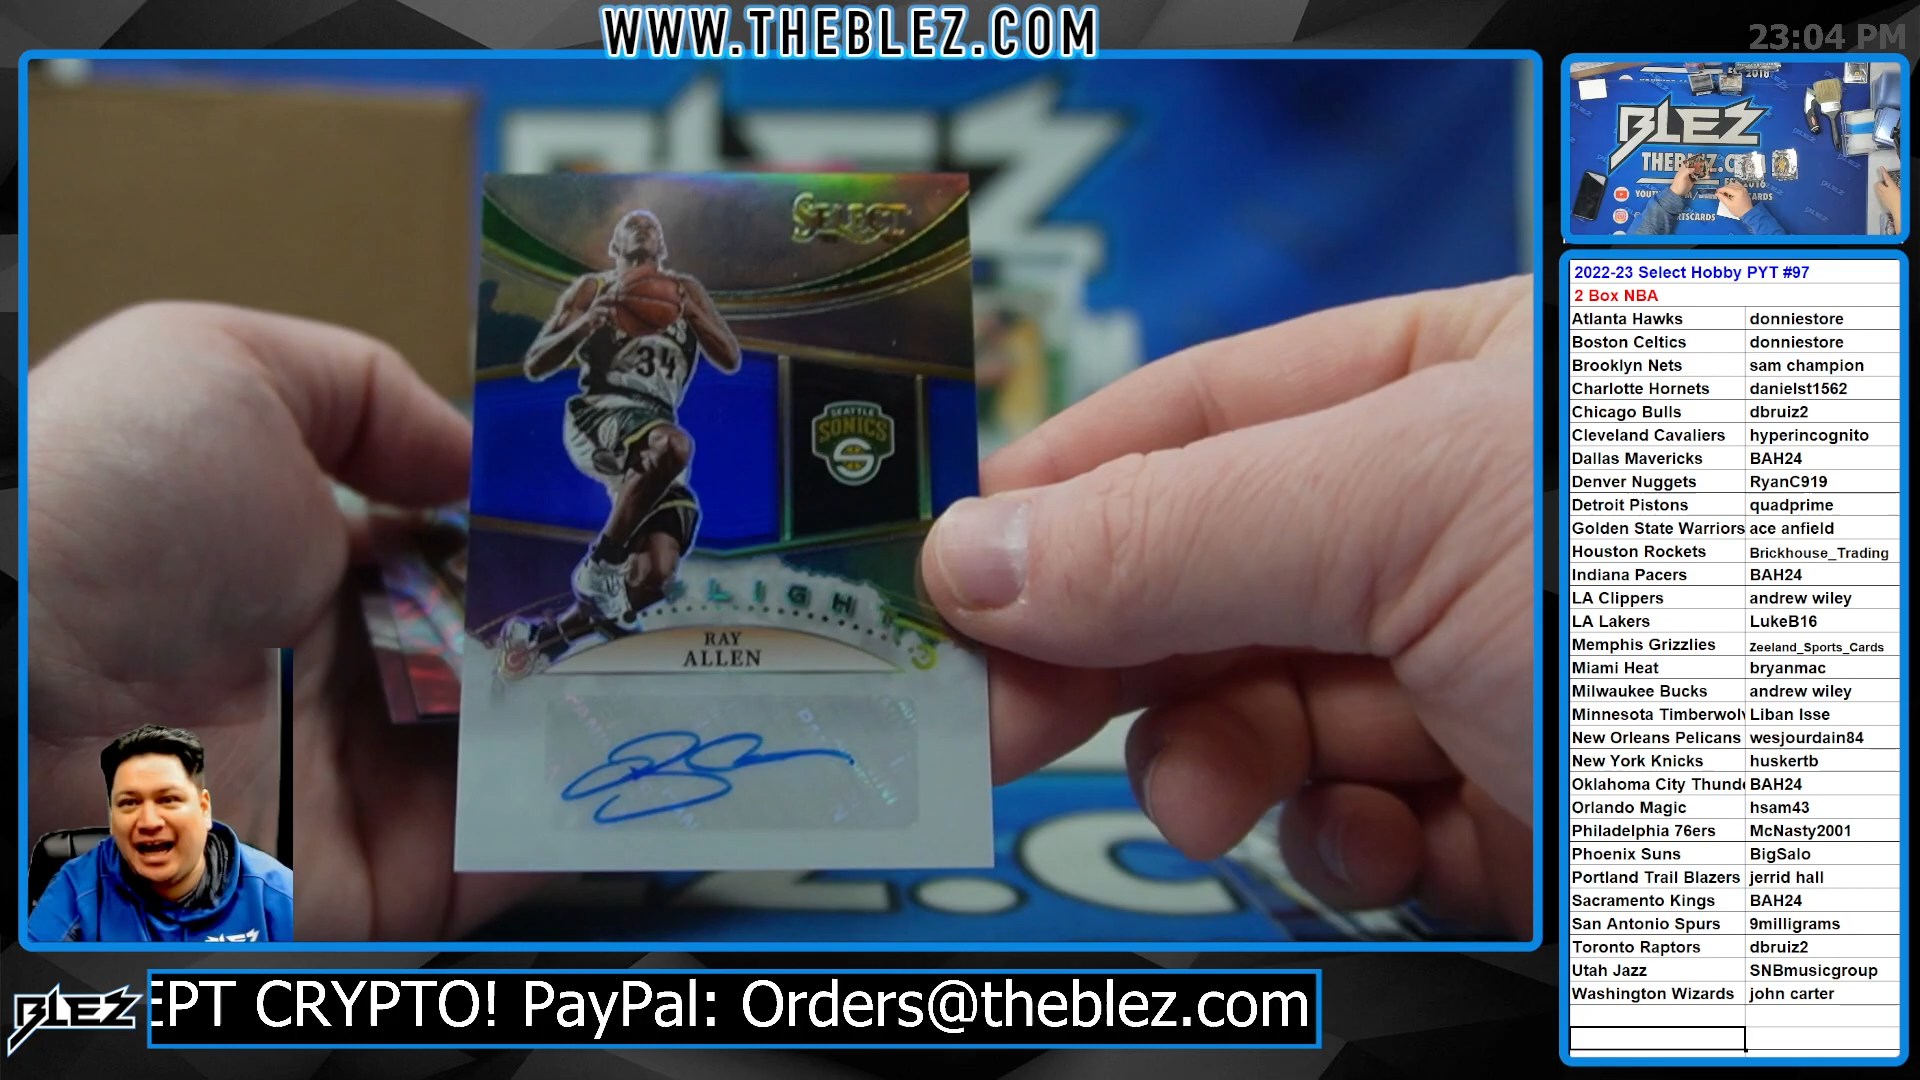 WWW.THEBLEZ.COM
23:04 PM
BLEZ
SELECT
34
SEATTLE
SONICS
RAY
ALLEN
BLEZ
THEBLEZ.C
2022-23 Select Hobby PYT #97
2 Box NBA
Atlanta Hawks donniestore
Boston Celtics donniestore
Brooklyn Nets sam champion
Charlotte Hornets danielst1562
Chicago Bulls dbruiz2
Cleveland Cavaliers hyperincognito
Dallas Mavericks BAH24
Denver Nuggets RyanC919
Detroit Pistons quadprime
Golden State Warriors ace anfield
Houston Rockets Brickhouse_Trading
Indiana Pacers BAH24
LA Clippers andrew wiley
LA Lakers LukeB16
Memphis Grizzlies Zeeland_Sports_Cards
Miami Heat bryanmac
Milwaukee Bucks andrew wiley
Minnesota Timberwolv Liban Isse
New Orleans Pelicans wesjourdain84
New York Knicks huskertb
Oklahoma City Thunde BAH24
Orlando Magic hsam43
Philadelphia 76ers McNasty2001
Phoenix Suns BigSalo
Portland Trail Blazers jerrid hall
Sacramento Kings BAH24
San Antonio Spurs 9milligrams
Toronto Raptors dbruiz2
Utah Jazz SNBmusicgroup
Washington Wizards john carter
BLEZ
EPT CRYPTO! PayPal: Orders@theblez.com